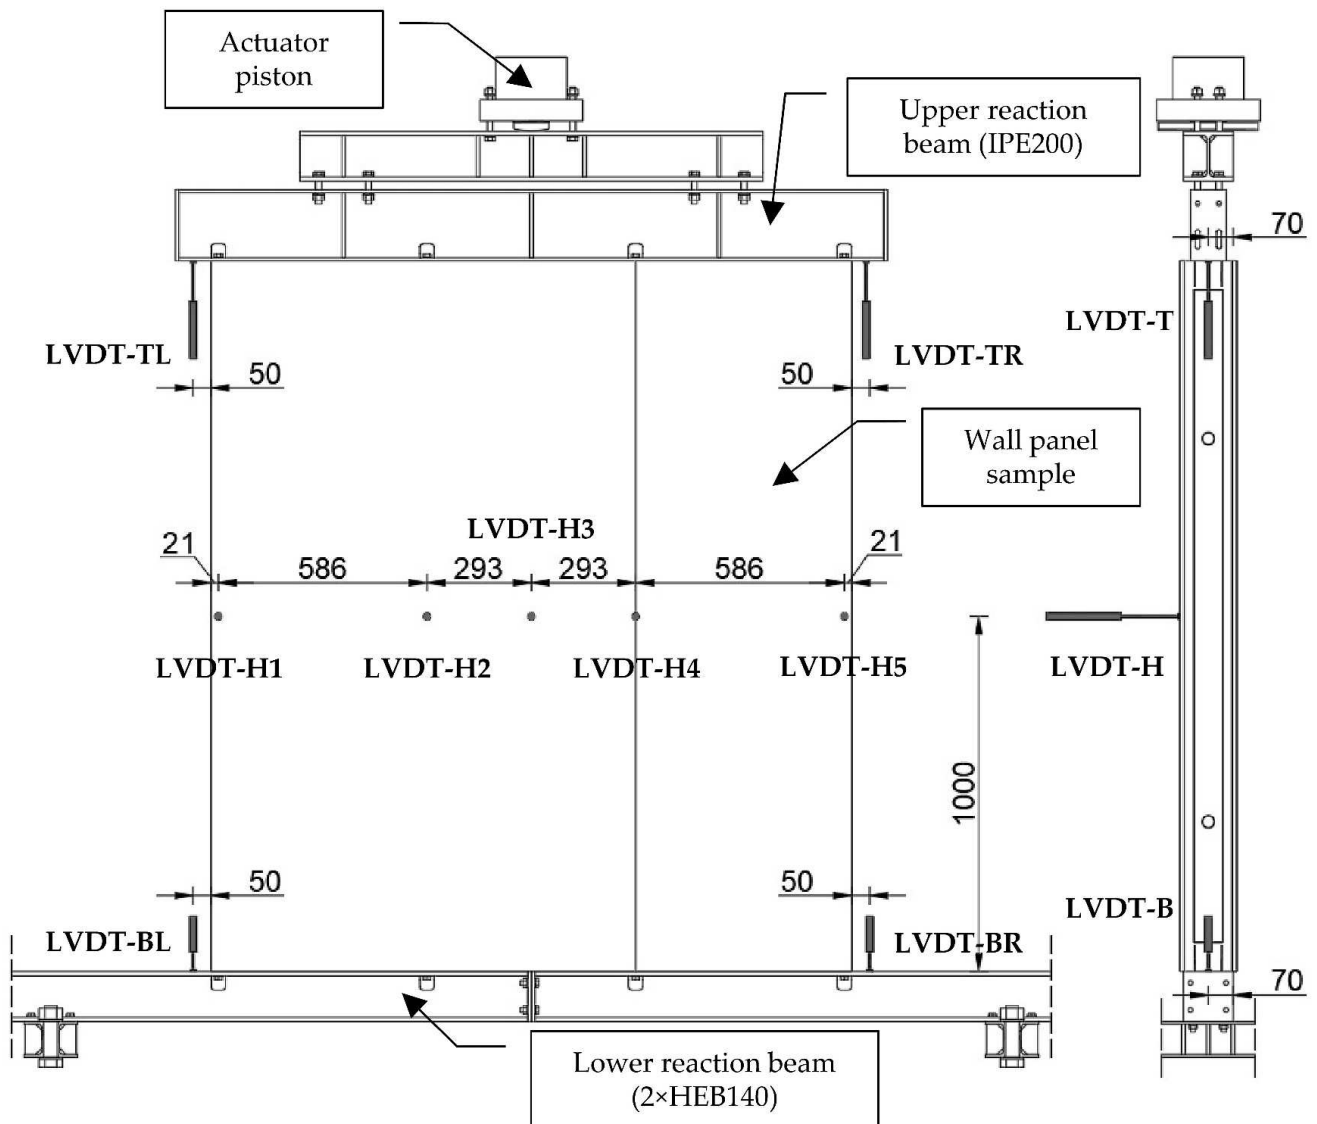 Actuator
piston
Upper reaction
beam (IPE200)
70
LVDT-TL
LVDT-TR
LVDT-T
50
50
Wall panel
sample
LVDT-H3
21
586
293
293
586
21
LVDT-H1
LVDT-H2
LVDT-H4
LVDT-H5
LVDT-H
1000
50
50
LVDT-BL
LVDT-BR
LVDT-B
70
Lower reaction beam
(2×HEB140)